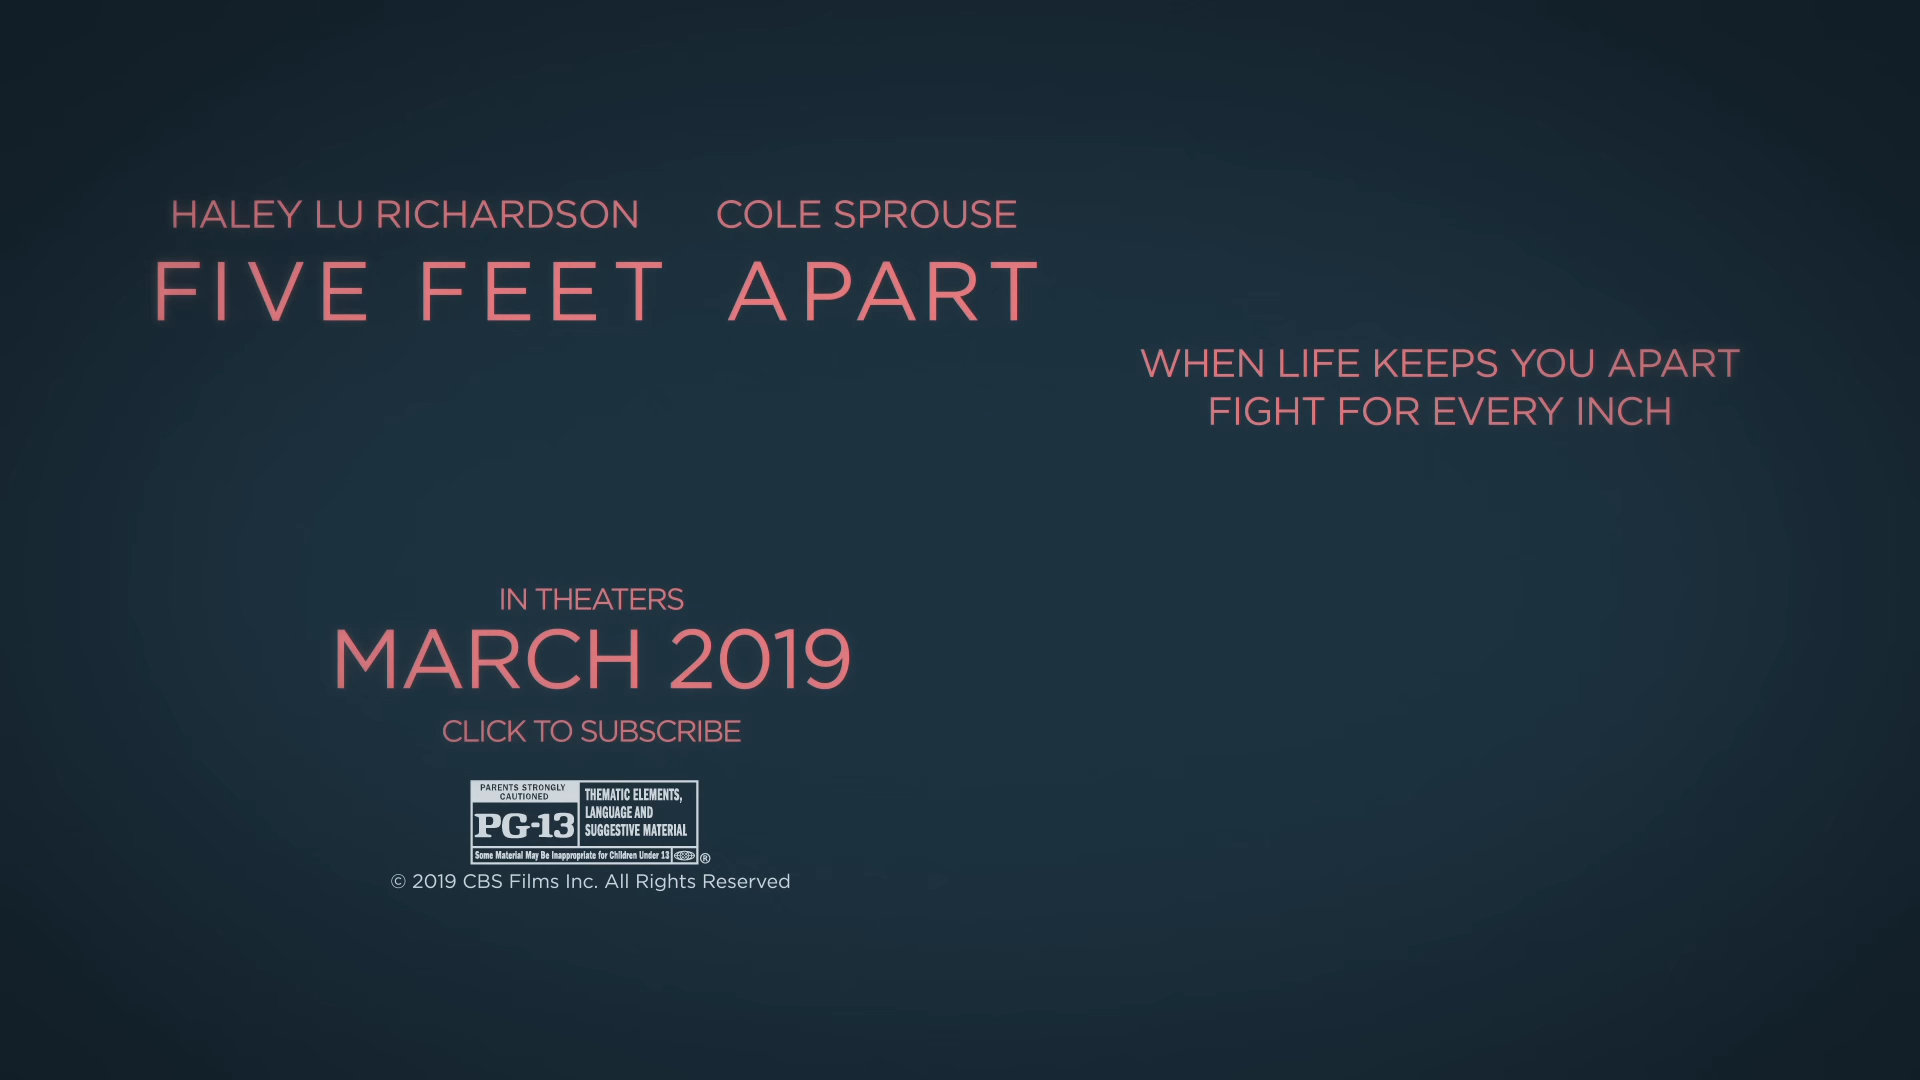 HALEY LU RICHARDSON COLE SPROUSE
FIVE FEET APART
WHEN LIFE KEEPS YOU APART
FIGHT FOR EVERY INCH
IN THEATERS
MARCH 2019
CLICK TO SUBSCRIBE
PARENTS STRONGLY
CAUTIONED
PG-13
THEMATIC ELEMENTS,
LANGUAGE AND
SUGGESTIVE MATERIAL
Some Material May Be Inappropriate for Children Under 13
®
© 2019 CBS Films Inc. All Rights Reserved